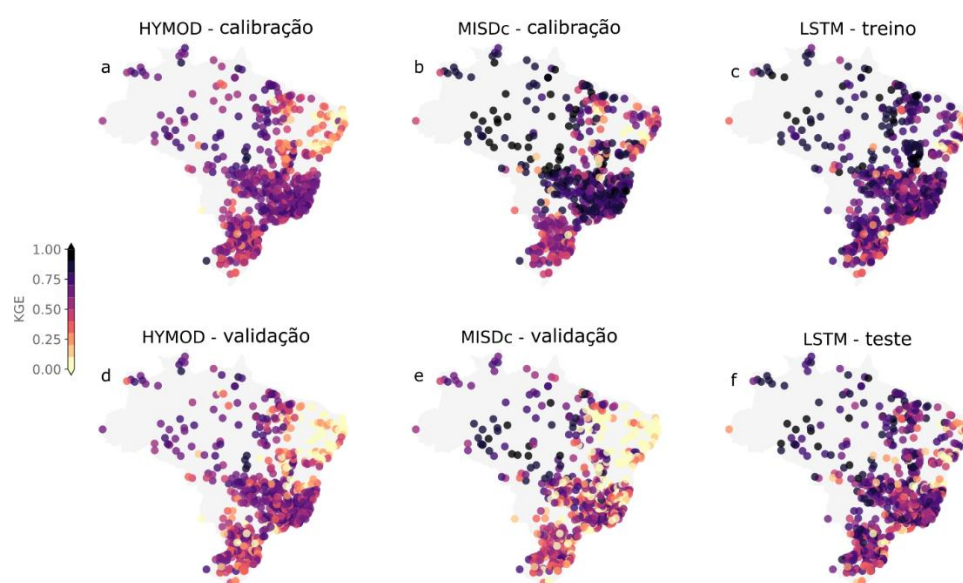 HYMOD - calibração
MISDc - calibração
LSTM - treino
a
b
c
1.00
0.75
0.50
0.25
0.00
KGE
HYMOD - validação
MISDc - validação
LSTM - teste
d
e
f